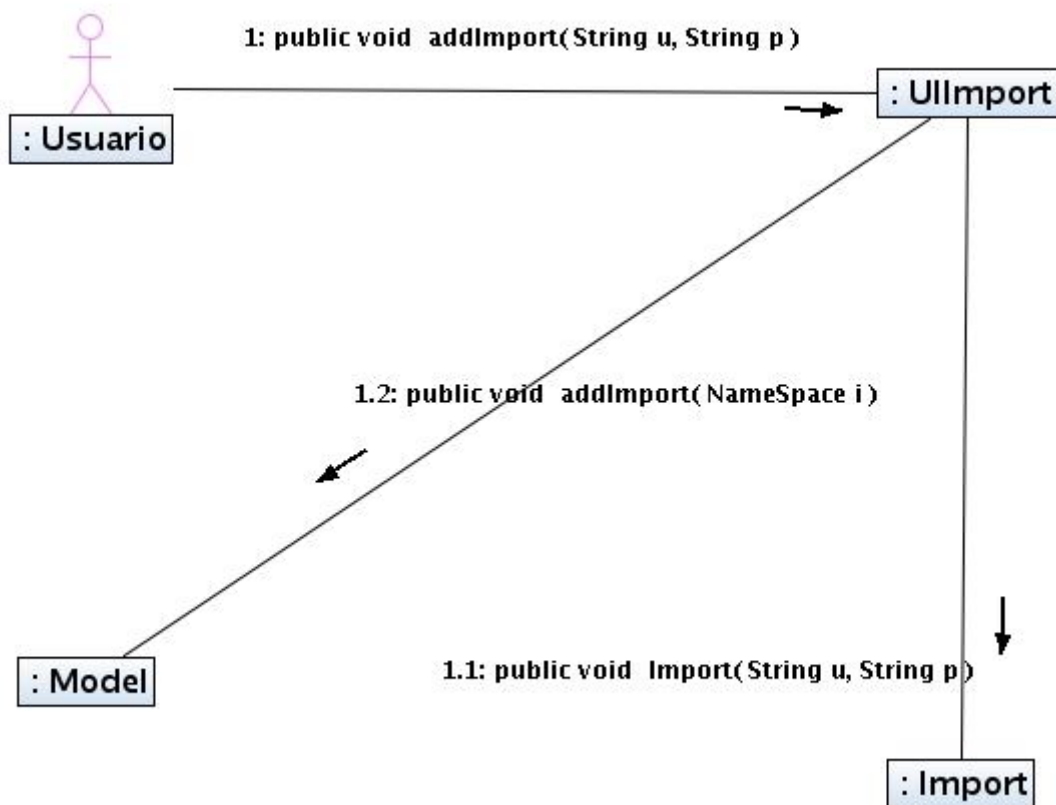 1: public void addImport( String u, String p )
: UIImport
: Usuario
1.2: public void addImport( NameSpace i )
: Model
1.1: public void Import( String u, String p )
: Import